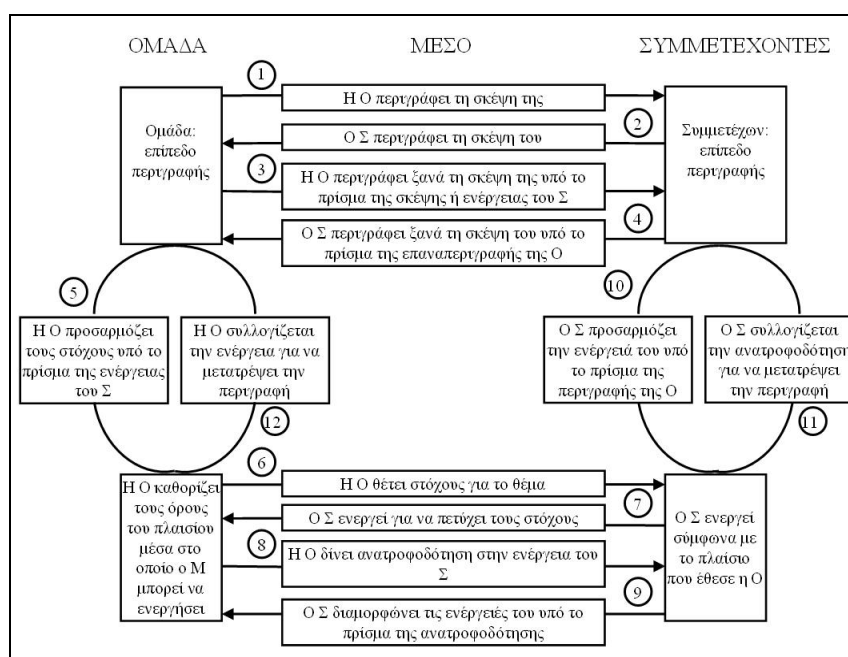 ΟΜΑΔΑ
ΜΕΣΟ
ΣΥΜΜΕΤΕΧΟΝΤΕΣ
1
Η Ο περιγράφει τη σκέψη της
Ομάδα:
επίπεδο
περιγραφής
Ο Σ περιγράφει τη σκέψη του
2
Συμμετέχων:
επίπεδο
περιγραφής
3
Η Ο περιγράφει ξανά τη σκέψη της υπό το
πρίσμα της σκέψης ή ενέργειας του Σ
4
Ο Σ περιγράφει ξανά τη σκέψη του υπό το
πρίσμα της επαναπεριγραφής της Ο
5
Η Ο προσαρμόζει
τους στόχους υπό το
πρίσμα της ενέργειας
του Σ
Η Ο συλλογίζεται
την ενέργεια για να
μετατρέψει την
περιγραφή
12
10
Ο Σ προσαρμόζει
την ενέργειά του υπό
το πρίσμα της
περιγραφής της Ο
Ο Σ συλλογίζεται
την ανατροφοδότηση
για να μετατρέψει
την περιγραφή
11
6
Η Ο θέτει στόχους για το θέμα
Η Ο καθορίζει
τους όρους
του πλαισίου
μέσα στο
οποίο ο Μ
μπορεί να
ενεργήσει
Ο Σ ενεργεί για να πετύχει τους στόχους
7
8
Η Ο δίνει ανατροφοδότηση στην ενέργεια του
Σ
9
Ο Σ διαμορφώνει τις ενέργειές του υπό το
πρίσμα της ανατροφοδότησης
Ο Σ ενεργεί
σύμφωνα με
το πλαίσιο
που έθεσε η Ο